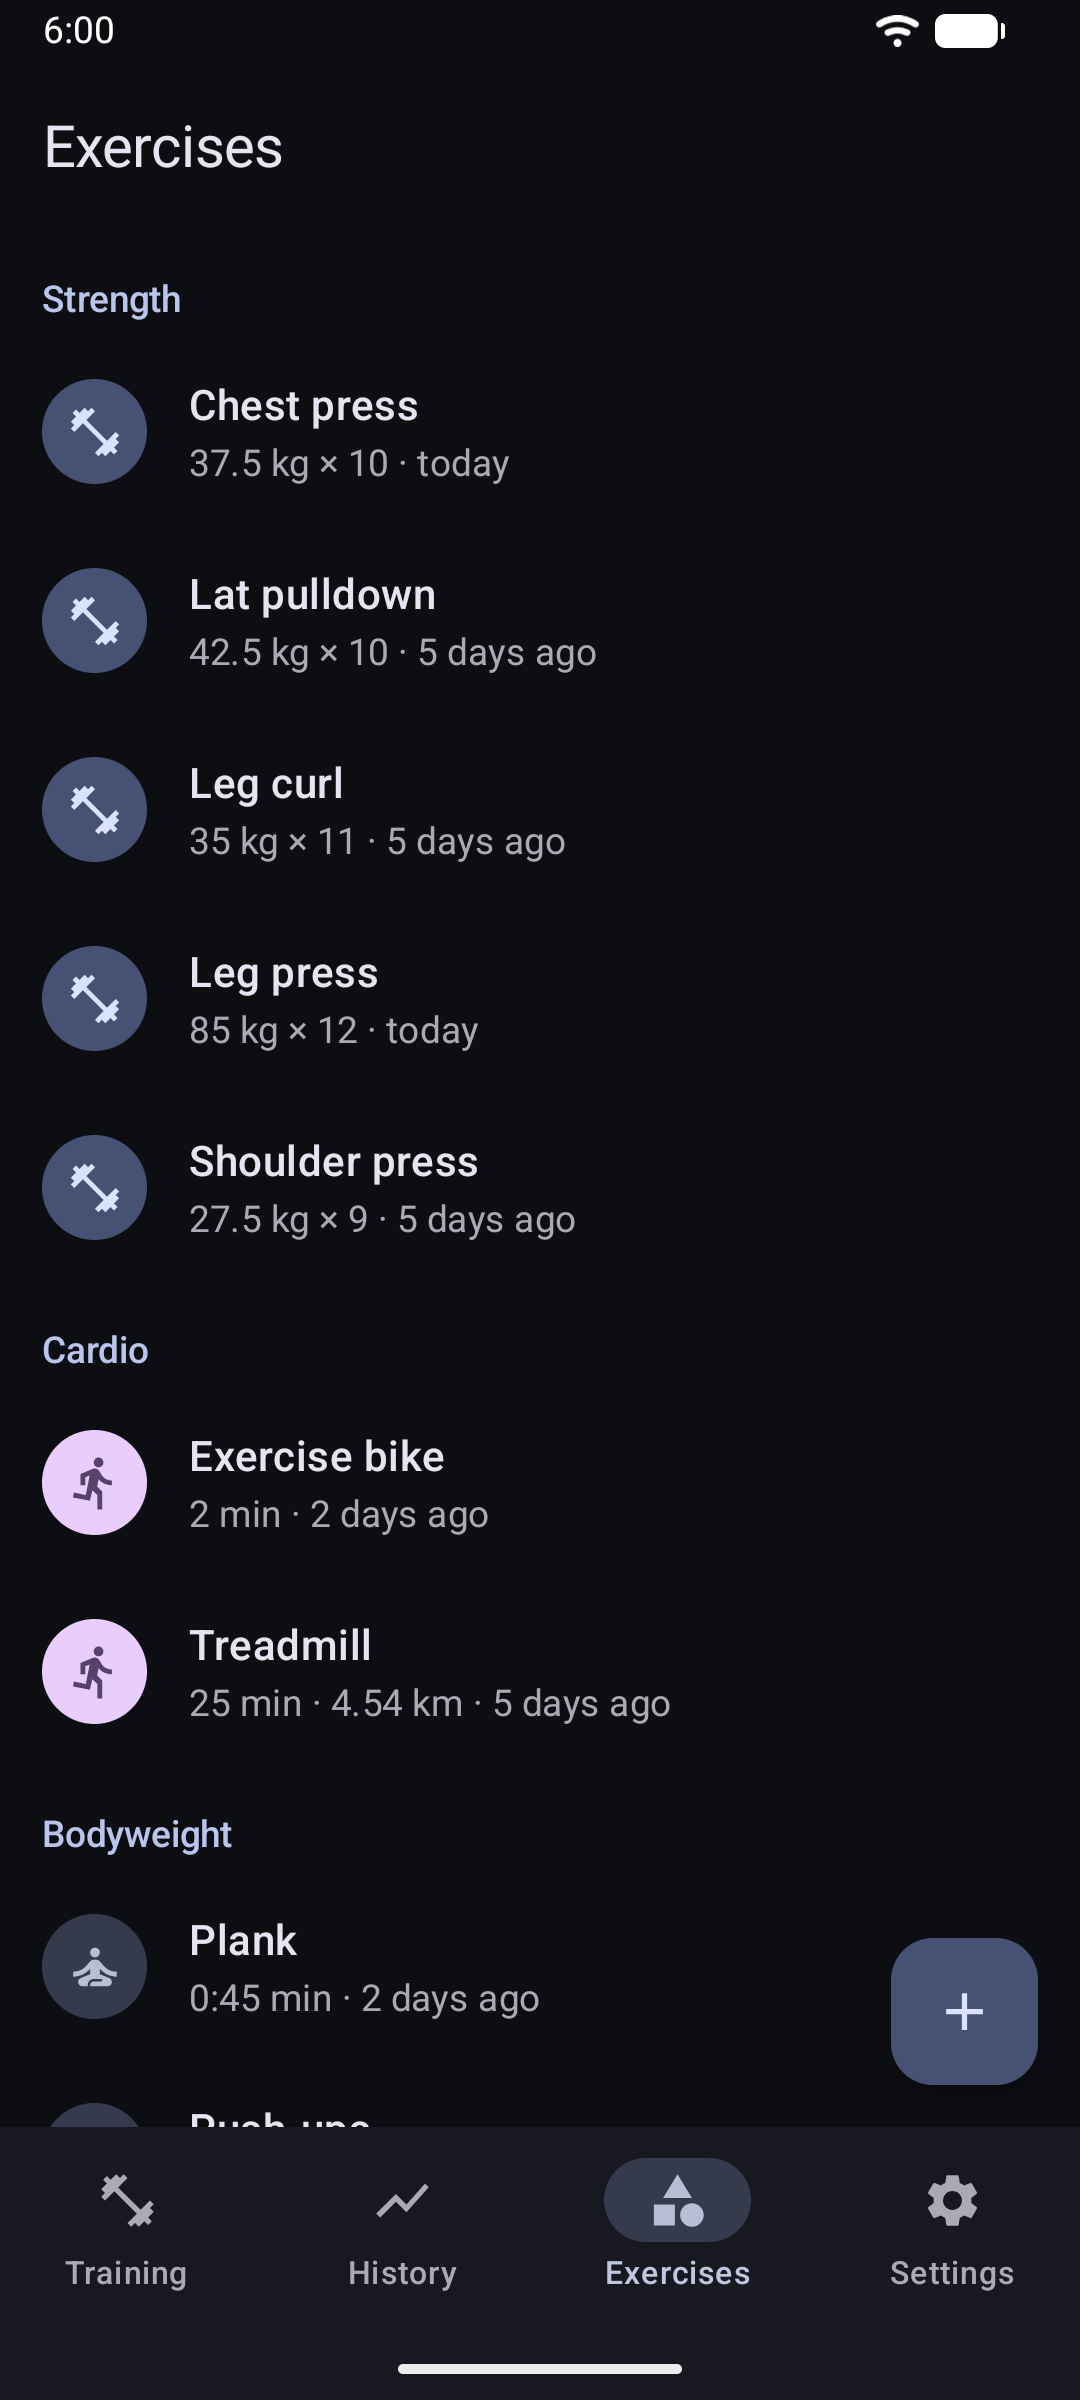 6:00
Exercises
Strength
Chest press
37.5 kg × 10 · today
Lat pulldown
42.5 kg × 10 · 5 days ago
Leg curl
35 kg × 11 · 5 days ago
Leg press
85 kg × 12 · today
Shoulder press
27.5 kg × 9 · 5 days ago
Cardio
Exercise bike
2 min · 2 days ago
Treadmill
25 min · 4.54 km · 5 days ago
Bodyweight
Plank
0:45 min · 2 days ago
Training
History
Exercises
Settings